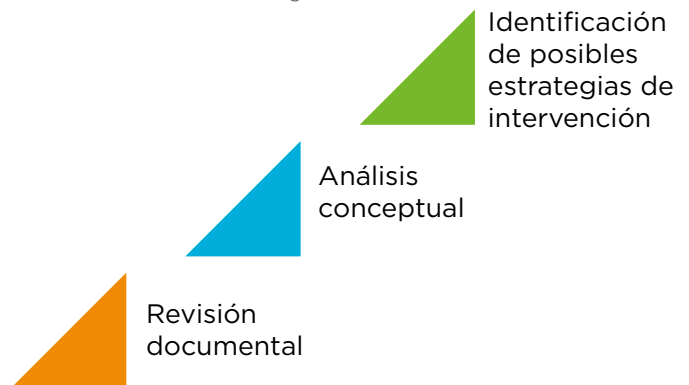 Identificación
de posibles
estrategias de
intervención
Análisis
conceptual
Revisión
documental